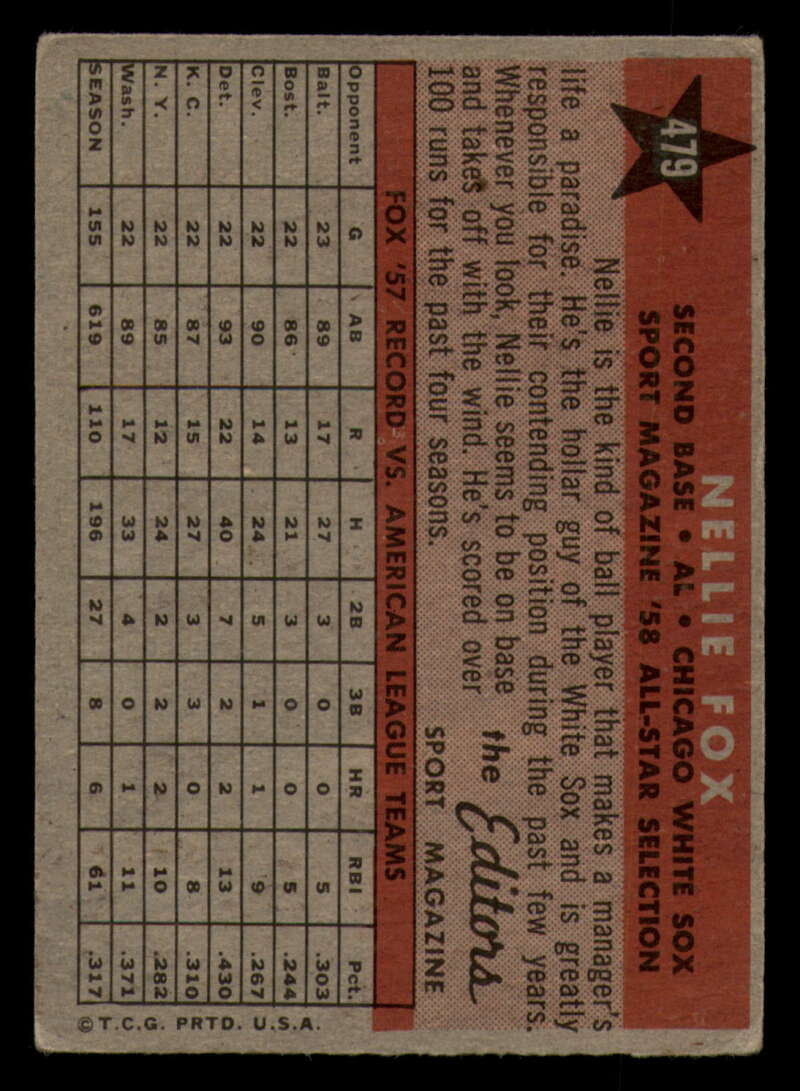 479
NELLIE FOX
SECOND BASE • AL • CHICAGO WHITE SOX
SPORT MAGAZINE '58 ALL-STAR SELECTION
Nellie is the kind of ball player that makes a manager's
life a paradise. He's the hollar guy of the White Sox and is greatly
responsible for their contending position during the past few years.
Whenever you look, Nellie seems to be on base
and takes off with the wind. He's scored over
100 runs for the past four seasons.
the Editors
SPORT MAGAZINE
FOX '57 RECORD VS. AMERICAN LEAGUE TEAMS
Opponent G AB R H 2B 3B HR RBI Pct.
Balt. 23 89 17 27 3 0 0 5 .303
Bost. 22 86 13 21 3 0 0 5 .244
Clev. 22 90 14 24 5 1 1 9 .267
Det. 22 93 22 40 7 2 2 13 .430
K. C. 22 87 15 27 3 3 0 8 .310
N. Y. 22 85 12 24 2 2 2 10 .282
Wash. 22 89 17 33 4 0 1 11 .371
SEASON 155 619 110 196 27 8 6 61 .317
© T.C.G. PRTD. U.S.A.